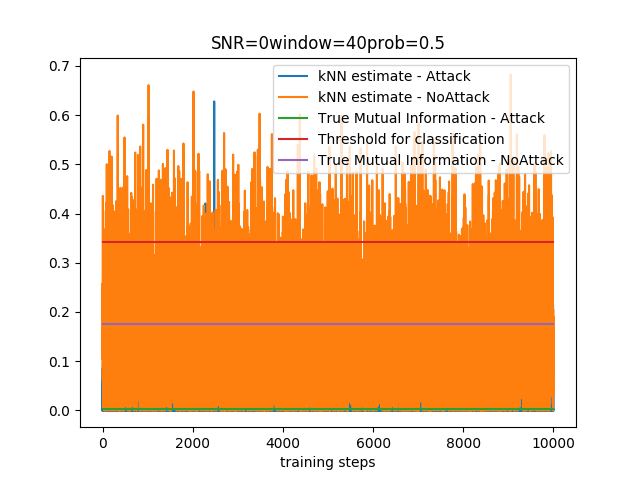 SNR=0window=40prob=0.5
kNN estimate - Attack
kNN estimate - NoAttack
True Mutual Information - Attack
Threshold for classification
True Mutual Information - NoAttack
0.7
0.6
0.5
0.4
0.3
0.2
0.1
0.0
0 2000 4000 6000 8000 10000
training steps